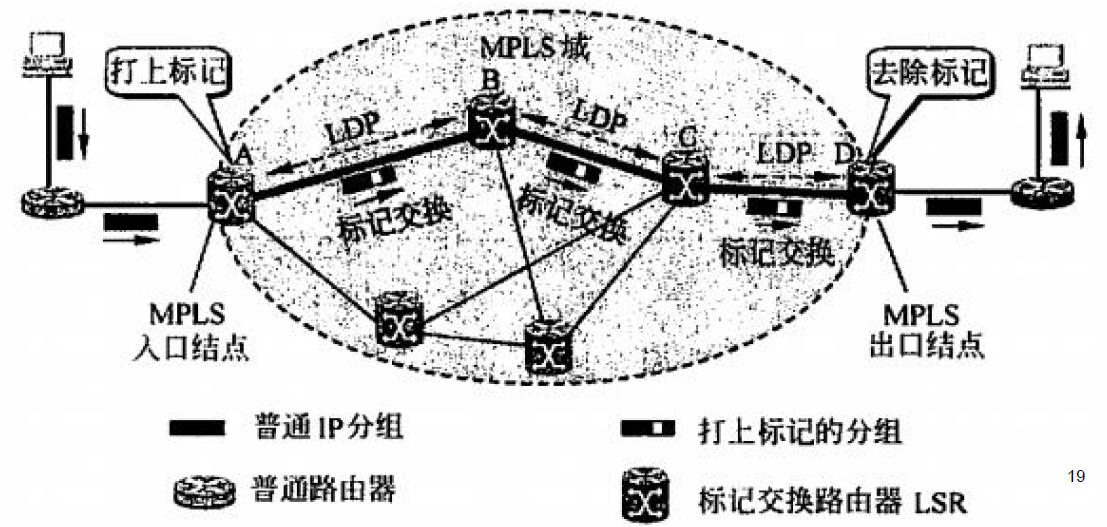 MPLS 域
打上标记
去除标记
B
LDP
LDP
C
A
LDP
D
标记交换
标记交换
标记交换
MPLS
入口结点
MPLS
出口结点
普通 IP 分组
打上标记的分组
普通路由器
标记交换路由器 LSR
19